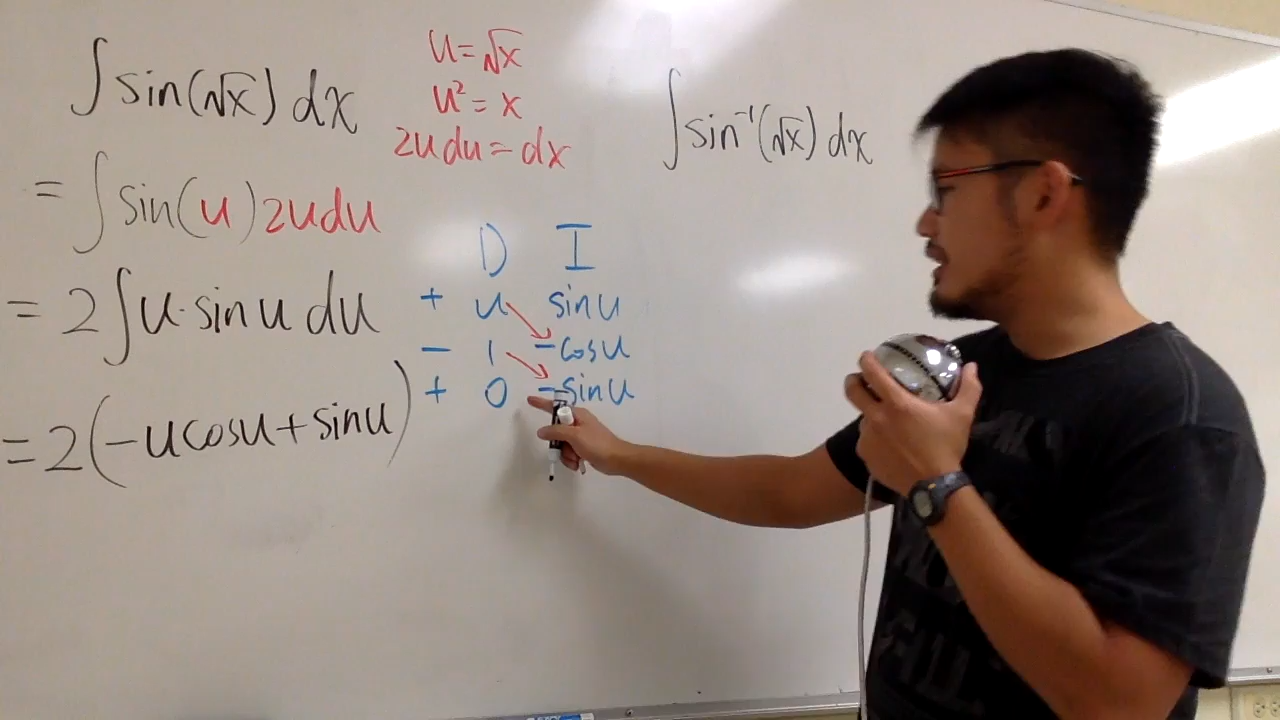 ∫ sin(√x) dx
= ∫ sin(u) 2u du
= 2 ∫ u· sin u du
= 2(-u cos u + sin u)
u = √x
u² = x
2u du = dx
D I
+ u sin u
- 1 -cos u
+ 0 -sin u
∫ sin⁻¹(√x) dx